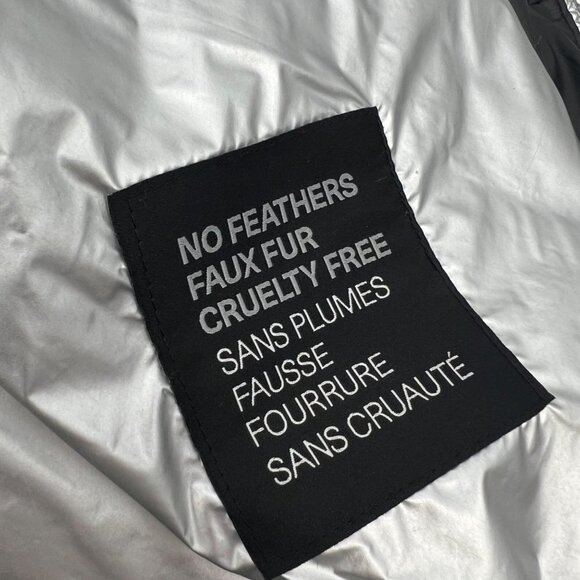 NO FEATHERS
FAUX FUR
CRUELTY FREE
SANS PLUMES
FAUSSE
FOURRURE
SANS CRUAUTÉ